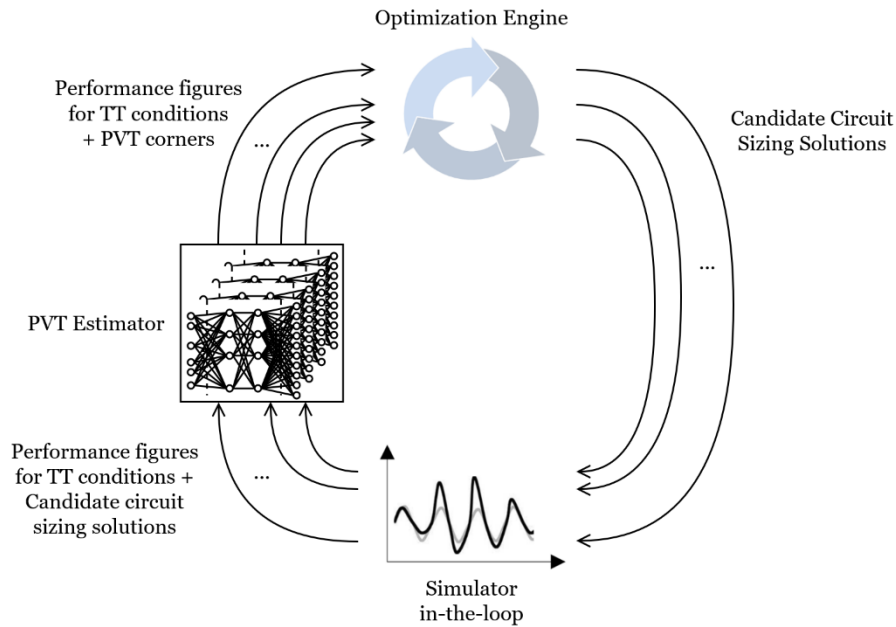 Optimization Engine
Performance figures
for TT conditions
+ PVT corners
...
Candidate Circuit
Sizing Solutions
...
PVT Estimator
Performance figures
for TT conditions +
Candidate circuit
sizing solutions
...
Simulator
in-the-loop